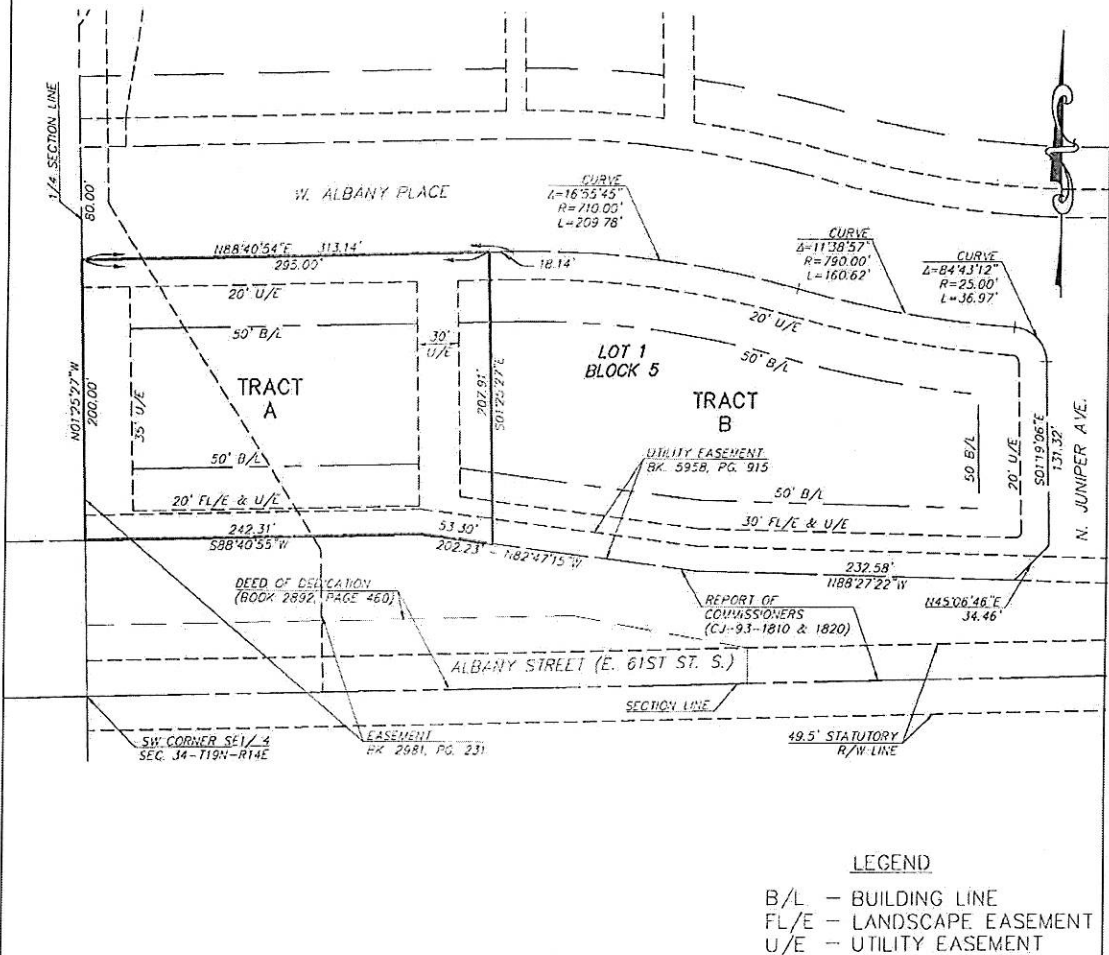 1/4 SECTION LINE
60.00'
W. ALBANY PLACE
CURVE
Δ=16°55'45"
R=710.00'
L=209.78'
CURVE
Δ=11°38'57"
R=790.00'
L=160.62'
CURVE
Δ=84°43'12"
R=25.00'
L=36.97'
N88°40'54"E 313.14'
295.00'
18.14'
20' U/E
50' B/L
30'
U/E
20' U/E
50' B/L
LOT 1
BLOCK 5
TRACT
A
TRACT
B
N01°25'27"W
200.00'
35' U/E
207.91'
S01°25'27"E
50 B/L
20' U/E
S01°19'06"E
131.32'
N. JUNIPER AVE.
UTILITY EASEMENT
BK. 5958, PG. 915
50' B/L
50' B/L
20' FL/E & U/E
30' FL/E & U/E
242.31'
S88°40'55"W
53.30'
202.23' - N82°47'15"W
232.58'
N88°27'22"W
DEED OF DEDICATION
(BOOK 2892, PAGE 460)
REPORT OF
COMMISSIONERS
(CJ-93-1810 & 1820)
N45°06'46"E
34.46'
ALBANY STREET (E. 61ST ST. S.)
SECTION LINE
SW CORNER SE1/4
SEC. 34-T19N-R14E
EASEMENT
BK 2981, PG. 231
49.5' STATUTORY
R/W LINE
LEGEND
B/L - BUILDING LINE
FL/E - LANDSCAPE EASEMENT
U/E - UTILITY EASEMENT